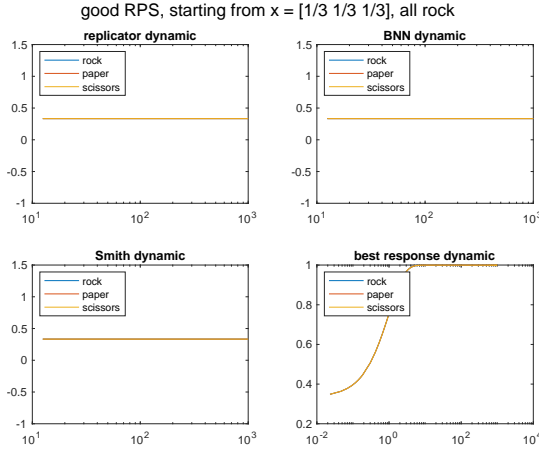 good RPS, starting from x = [1/3 1/3 1/3], all rock
replicator dynamic
1.5
1
0.5
0
-0.5
-1
rock
paper
scissors
10^1
10^2
10^3
BNN dynamic
1.5
1
0.5
0
-0.5
-1
rock
paper
scissors
10^1
10^2
10^3
Smith dynamic
1.5
1
0.5
0
-0.5
-1
rock
paper
scissors
10^1
10^2
10^3
best response dynamic
1
0.8
0.6
0.4
0.2
rock
paper
scissors
10^-2
10^0
10^2
10^4